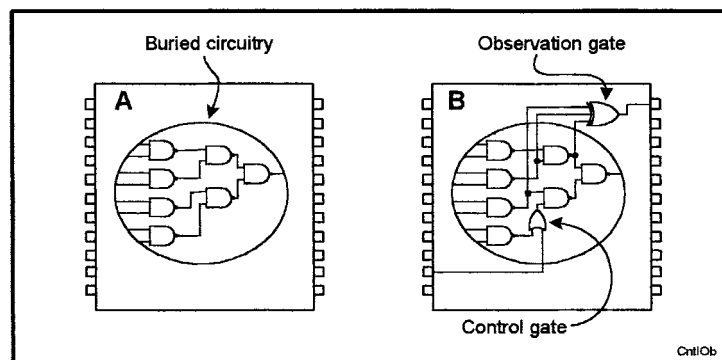 Buried circuitry
Observation gate
A
B
Control gate
CntlOb